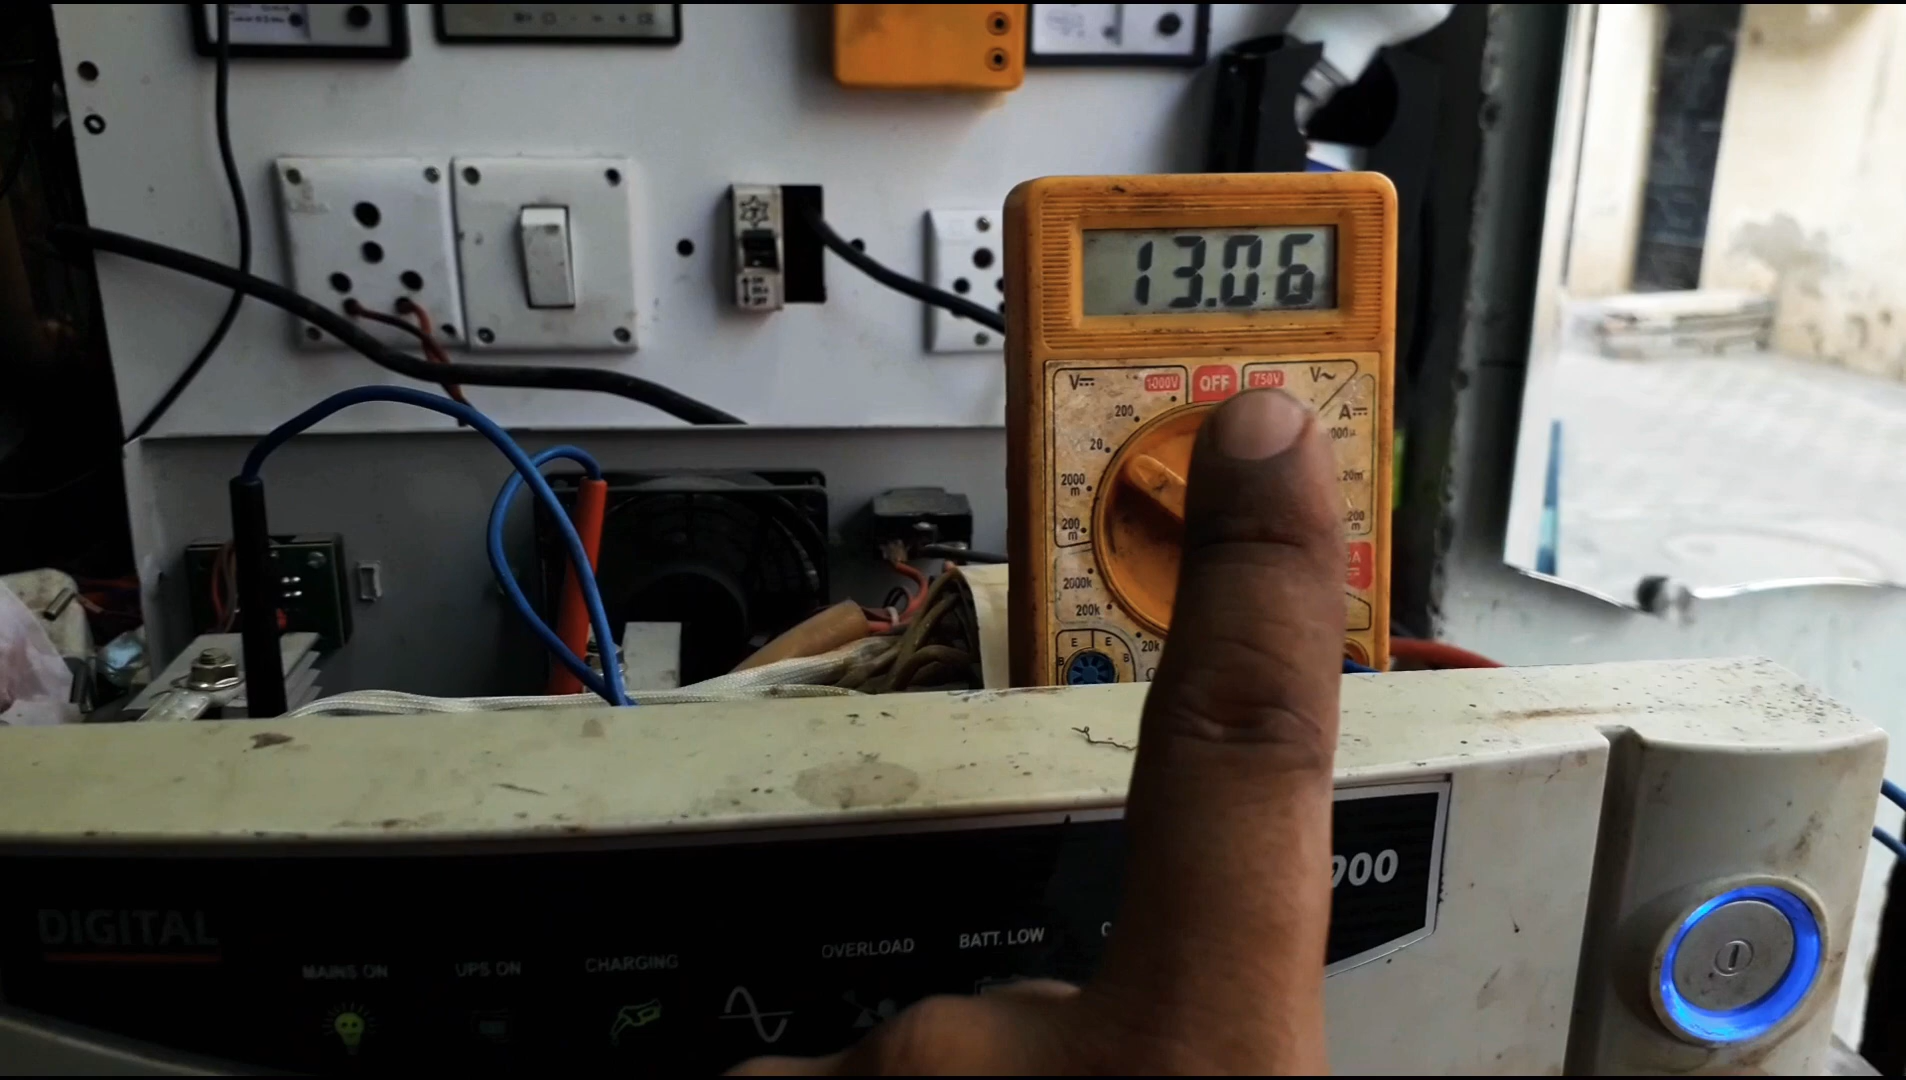 13.06
V⎓
1000V
OFF
750V
V~
200
A⎓
20
2000
m
20m
200
m
200
m
2000k
200k
20k
E
E
B
B
900
DIGITAL
MAINS ON
UPS ON
CHARGING
OVERLOAD
BATT. LOW